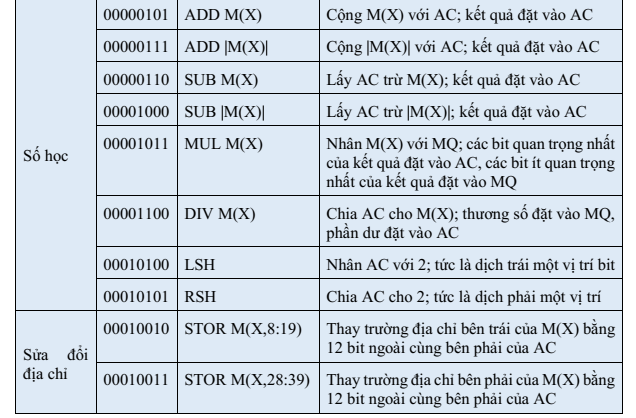 Số học
00000101 ADD M(X) Cộng M(X) với AC; kết quả đặt vào AC
00000111 ADD |M(X)| Cộng |M(X)| với AC; kết quả đặt vào AC
00000110 SUB M(X) Lấy AC trừ M(X); kết quả đặt vào AC
00001000 SUB |M(X)| Lấy AC trừ |M(X)|; kết quả đặt vào AC
00001011 MUL M(X) Nhân M(X) với MQ; các bit quan trọng nhất
của kết quả đặt vào AC, các bit ít quan trọng
nhất của kết quả đặt vào MQ
00001100 DIV M(X) Chia AC cho M(X); thương số đặt vào MQ,
phần dư đặt vào AC
00010100 LSH Nhân AC với 2; tức là dịch trái một vị trí bit
00010101 RSH Chia AC cho 2; tức là dịch phải một vị trí
Sửa đổi
địa chỉ
00010010 STOR M(X,8:19) Thay trường địa chỉ bên trái của M(X) bằng
12 bit ngoài cùng bên phải của AC
00010011 STOR M(X,28:39) Thay trường địa chỉ bên phải của M(X) bằng
12 bit ngoài cùng bên phải của AC